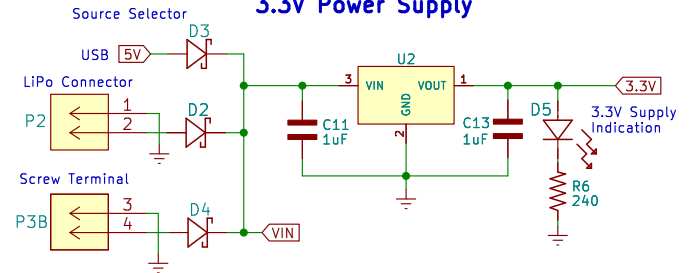 3.3V Power Supply
Source Selector
D3
USB 5V
U2
3 VIN VOUT 1
3.3V
GND
2
LiPo Connector
P2
1
2
D2
C11
1uF
C13
1uF
D5
3.3V Supply
Indication
Screw Terminal
P3B
3
4
D4
VIN
R6
240